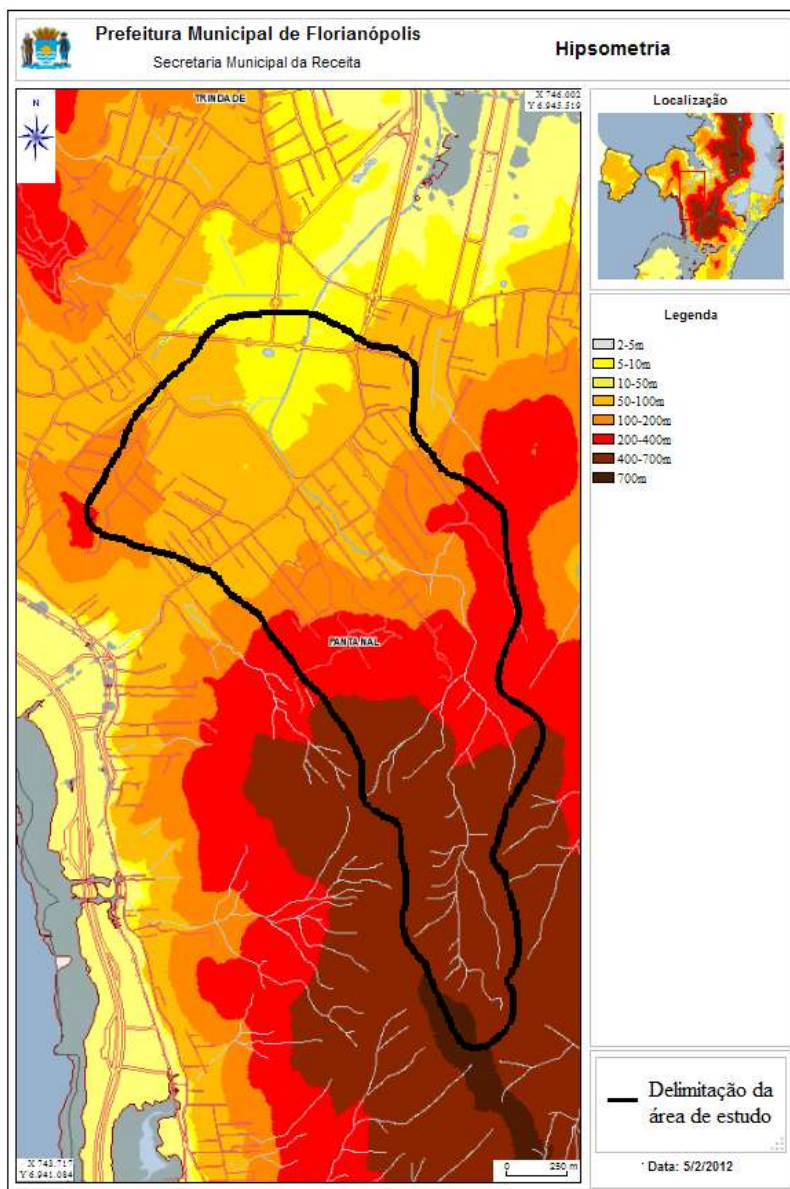 Prefeitura Municipal de Florianópolis
Secretaria Municipal da Receita
Hipsometria
N
TRINDADE
X 746.002
Y 6.945.519
PANTANAL
X 743.717
Y 6.941.084
0 250 m
Localização
Legenda
2-5m
5-10m
10-50m
50-100m
100-200m
200-400m
400-700m
700m
Delimitação da
área de estudo
Data: 5/2/2012